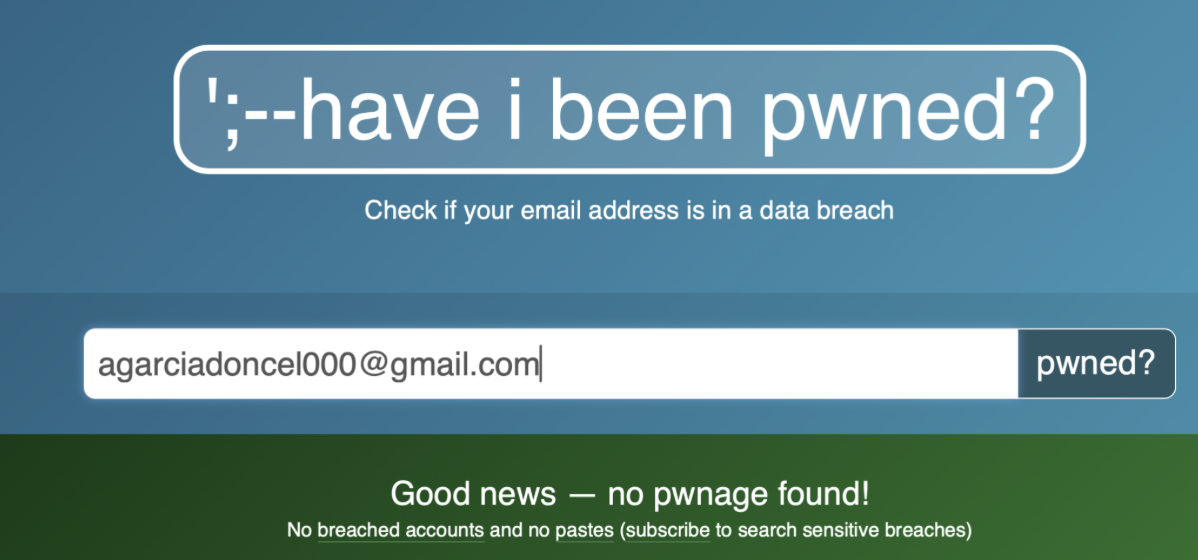 ';--have i been pwned?
Check if your email address is in a data breach
agarciadoncel000@gmail.com
pwned?
Good news — no pwnage found!
No breached accounts and no pastes (subscribe to search sensitive breaches)